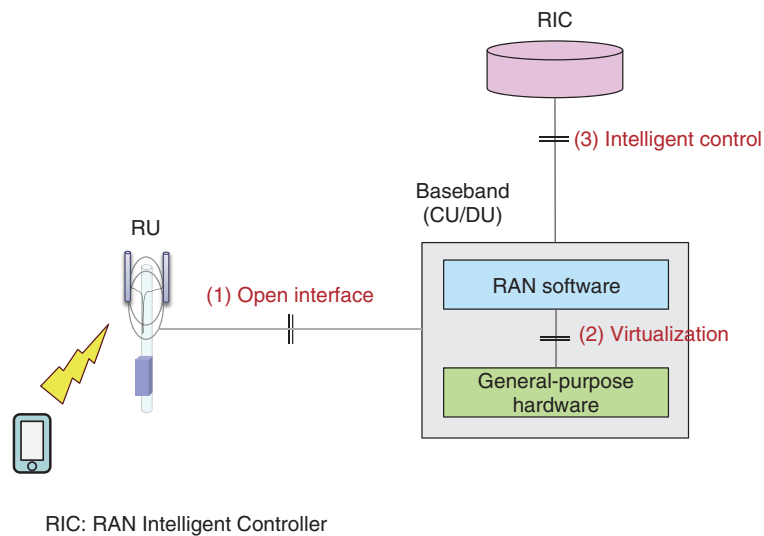 RIC
(3) Intelligent control
Baseband
(CU/DU)
RU
RAN software
(1) Open interface
(2) Virtualization
General-purpose
hardware
RIC: RAN Intelligent Controller